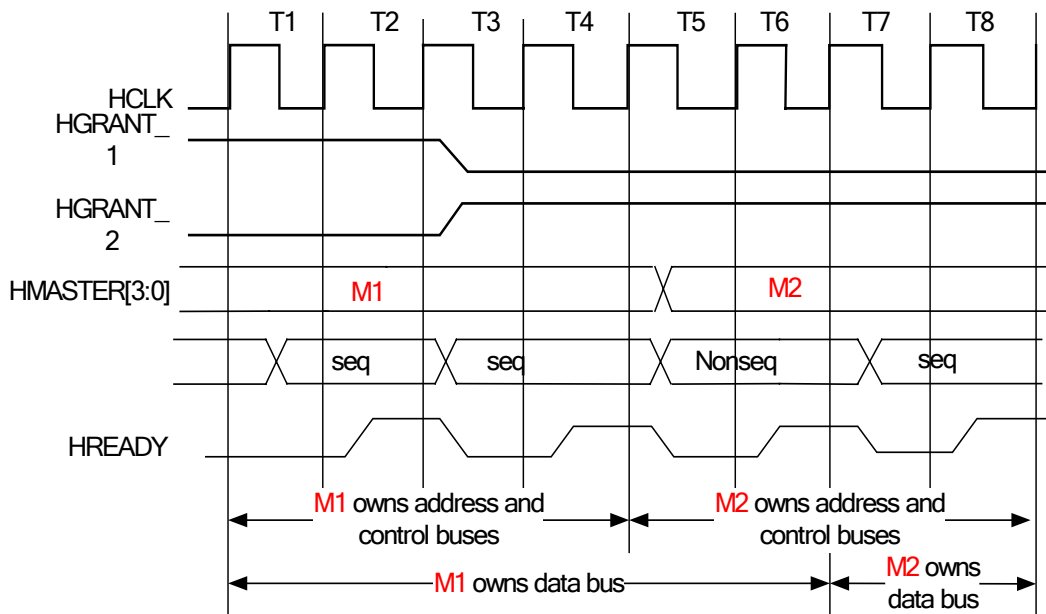 T1 T2 T3 T4 T5 T6 T7 T8
HCLK
HGRANT_
1
HGRANT_
2
HMASTER[3:0] M1 M2
seq seq Nonseq seq
HREADY
M1 owns address and
control buses
M2 owns address and
control buses
M1 owns data bus
M2 owns
data bus